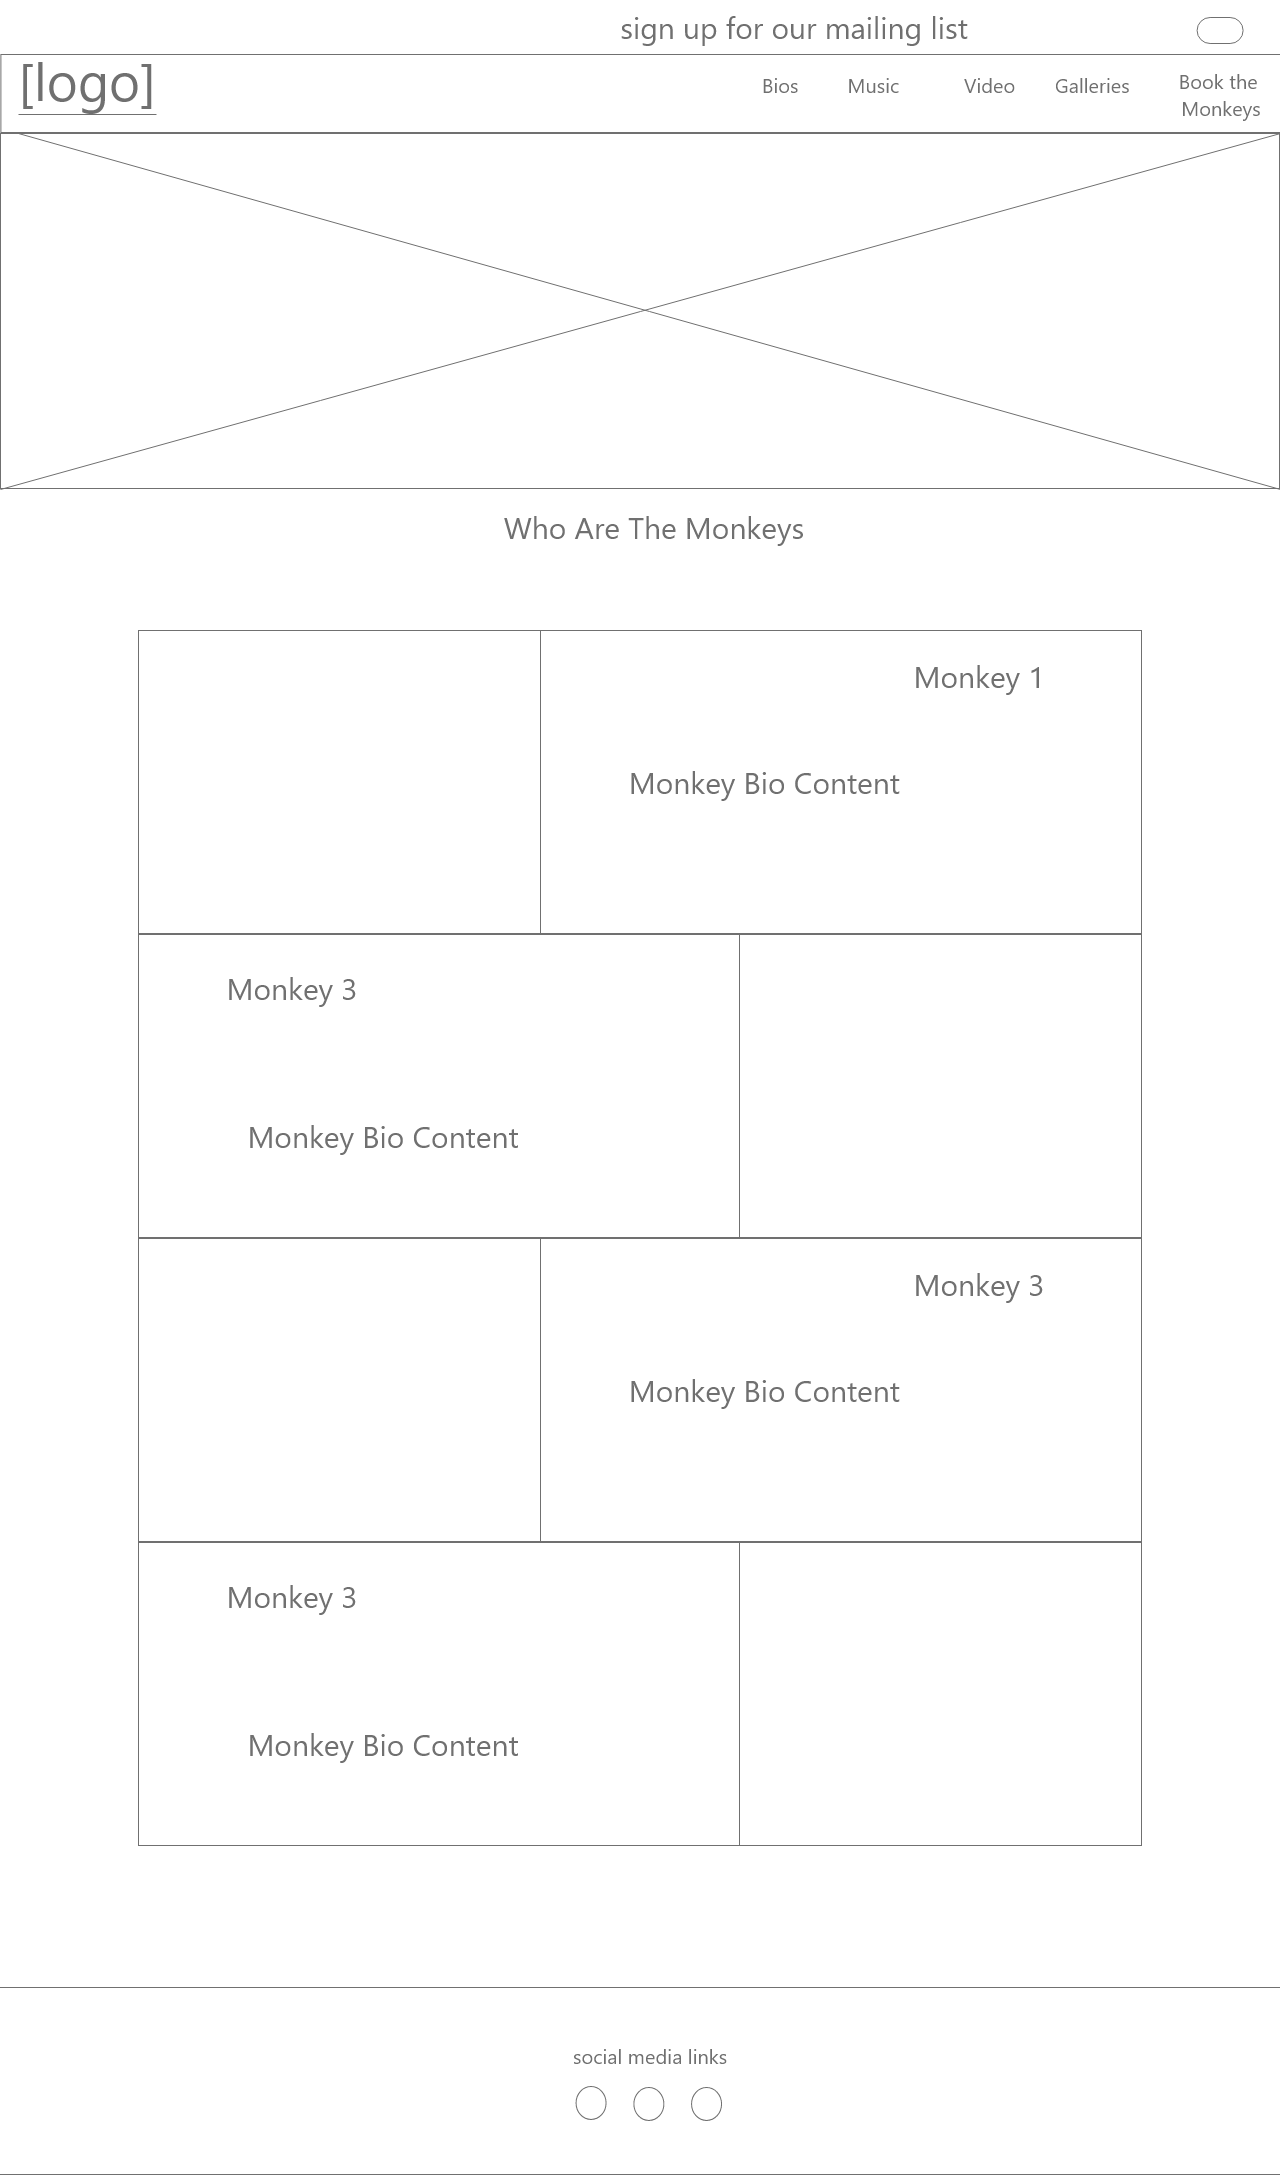 sign up for our mailing list
[logo]
Bios
Music
Video
Galleries
Book the
Monkeys
Who Are The Monkeys
Monkey 1
Monkey Bio Content
Monkey 3
Monkey Bio Content
Monkey 3
Monkey Bio Content
Monkey 3
Monkey Bio Content
social media links